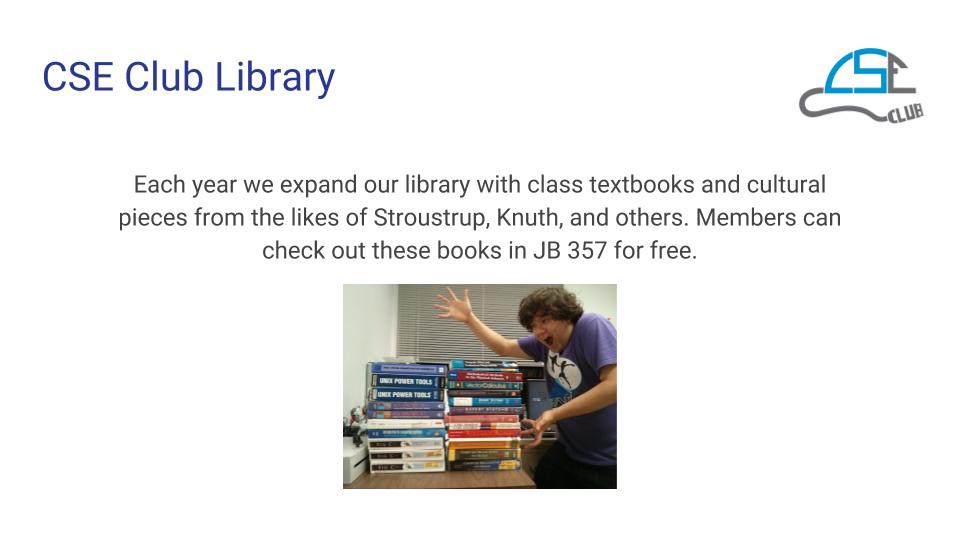 CSE Club Library
CSE
CLUB
Each year we expand our library with class textbooks and cultural
pieces from the likes of Stroustrup, Knuth, and others. Members can
check out these books in JB 357 for free.
UNIX POWER TOOLS
UNIX POWER TOOLS
Vector Calculus
EXPERT SYSTEMS